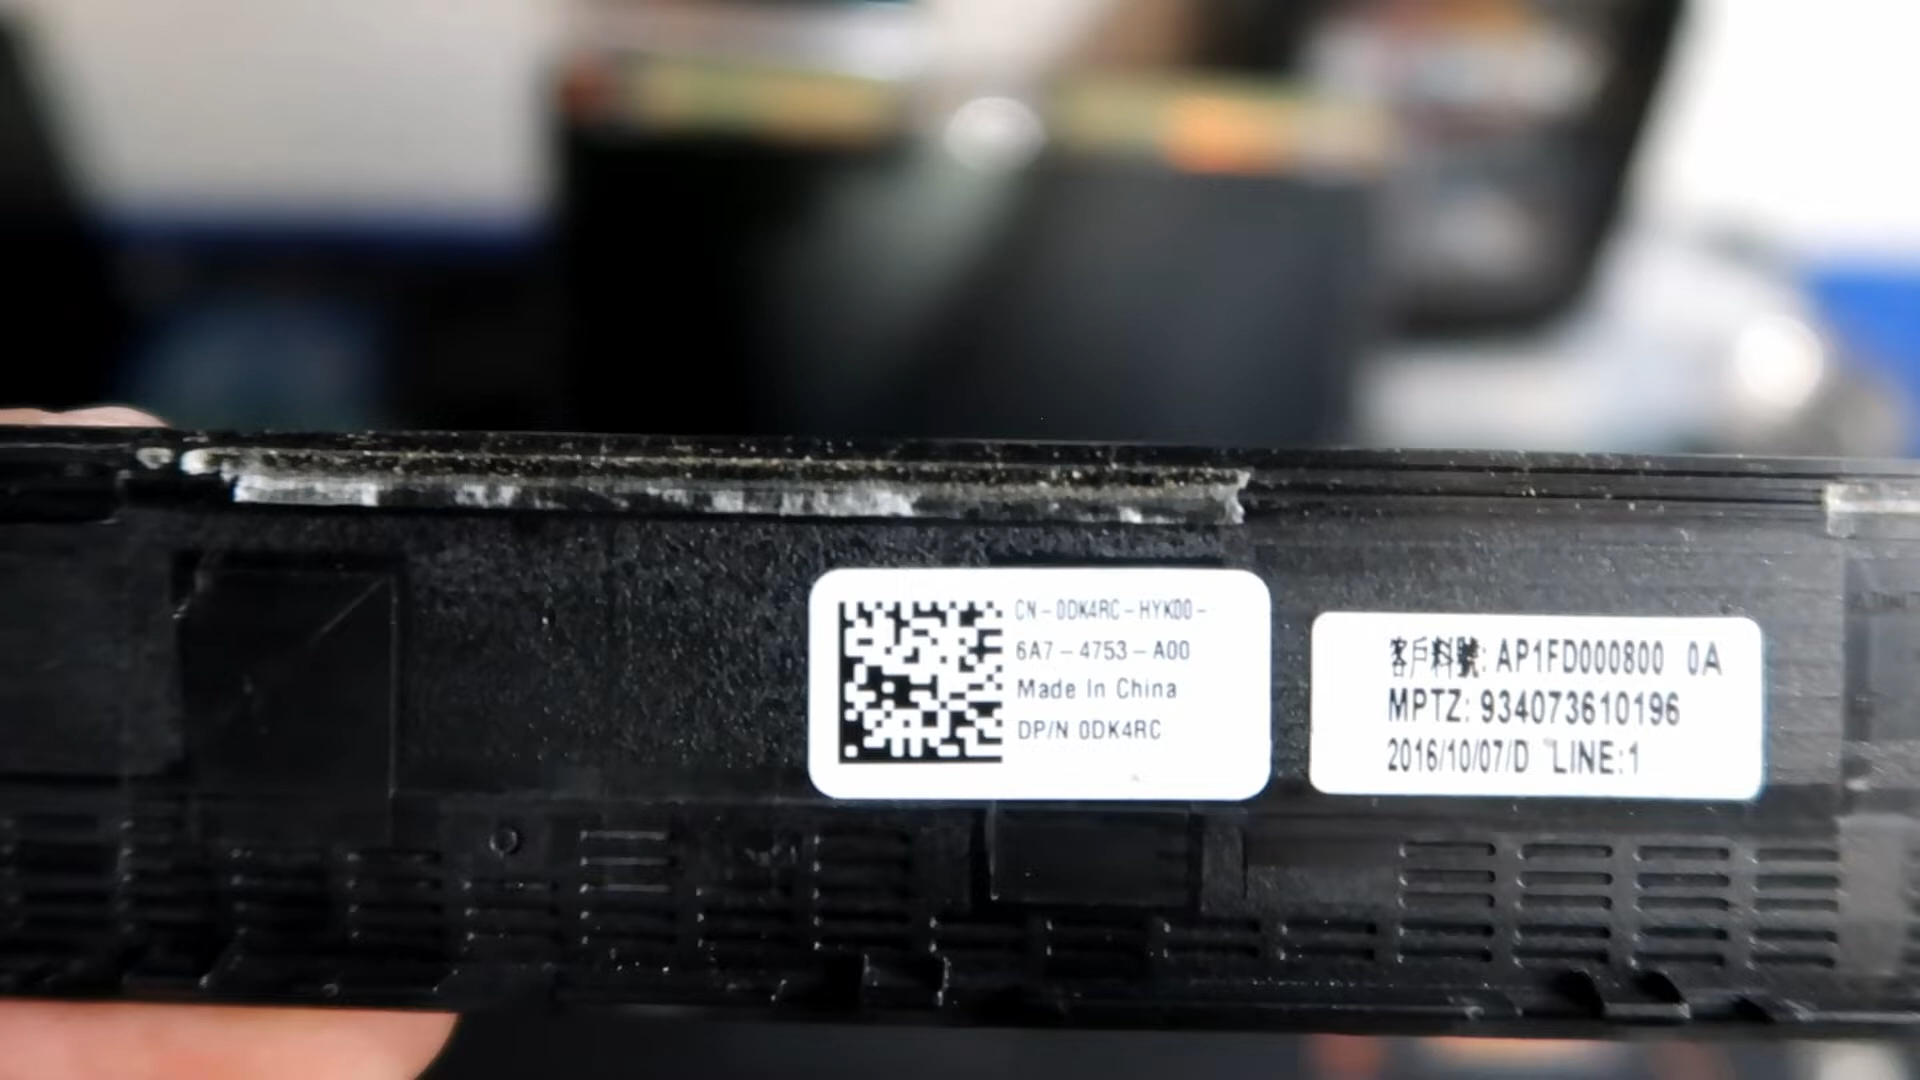 CN-0DK4RC-HYK00-
6A7-4753-A00
Made In China
DP/N 0DK4RC
客戶料號: AP1FD000800 0A
MPTZ: 934073610196
2016/10/07/D LINE:1